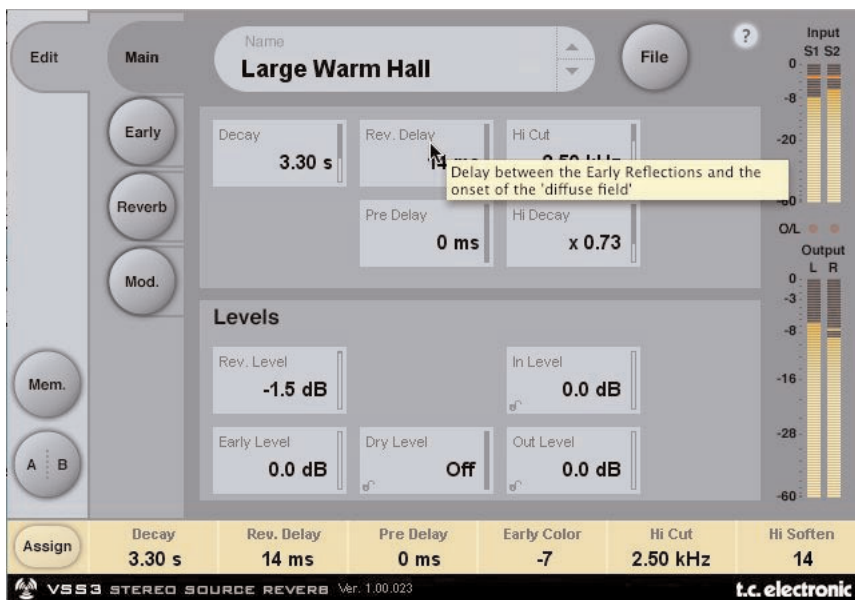 Edit
Main
Name
Large Warm Hall
File
?
Input
S1 S2
0
-8
-20
-60
O/L
Early
Reverb
Mod.
Decay
3.30 s
Rev. Delay
14 ms
Hi Cut
2.50 kHz
Delay between the Early Reflections and the
onset of the 'diffuse field'
Pre Delay
0 ms
Hi Decay
x 0.73
Output
L R
0
-3
-8
-16
-28
-60
Levels
Rev. Level
-1.5 dB
In Level
0.0 dB
Early Level
0.0 dB
Dry Level
Off
Out Level
0.0 dB
Mem.
A B
Assign
Decay
3.30 s
Rev. Delay
14 ms
Pre Delay
0 ms
Early Color
-7
Hi Cut
2.50 kHz
Hi Soften
14
VSS3 STEREO SOURCE REVERB Ver. 1.00.023
t.c. electronic